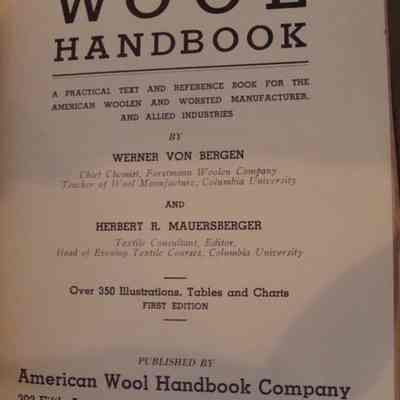 WOOL
HANDBOOK
A PRACTICAL TEXT AND REFERENCE BOOK FOR THE
AMERICAN WOOLEN AND WORSTED MANUFACTURER,
AND ALLIED INDUSTRIES
BY
WERNER VON BERGEN
Chief Chemist, Forstmann Woolen Company
Teacher of Wool Manufacture, Columbia University
AND
HERBERT R. MAUERSBERGER
Textile Consultant, Editor,
Head of Evening Textile Courses, Columbia University
Over 350 Illustrations, Tables and Charts
FIRST EDITION
PUBLISHED BY
American Wool Handbook Company
303 Fifth